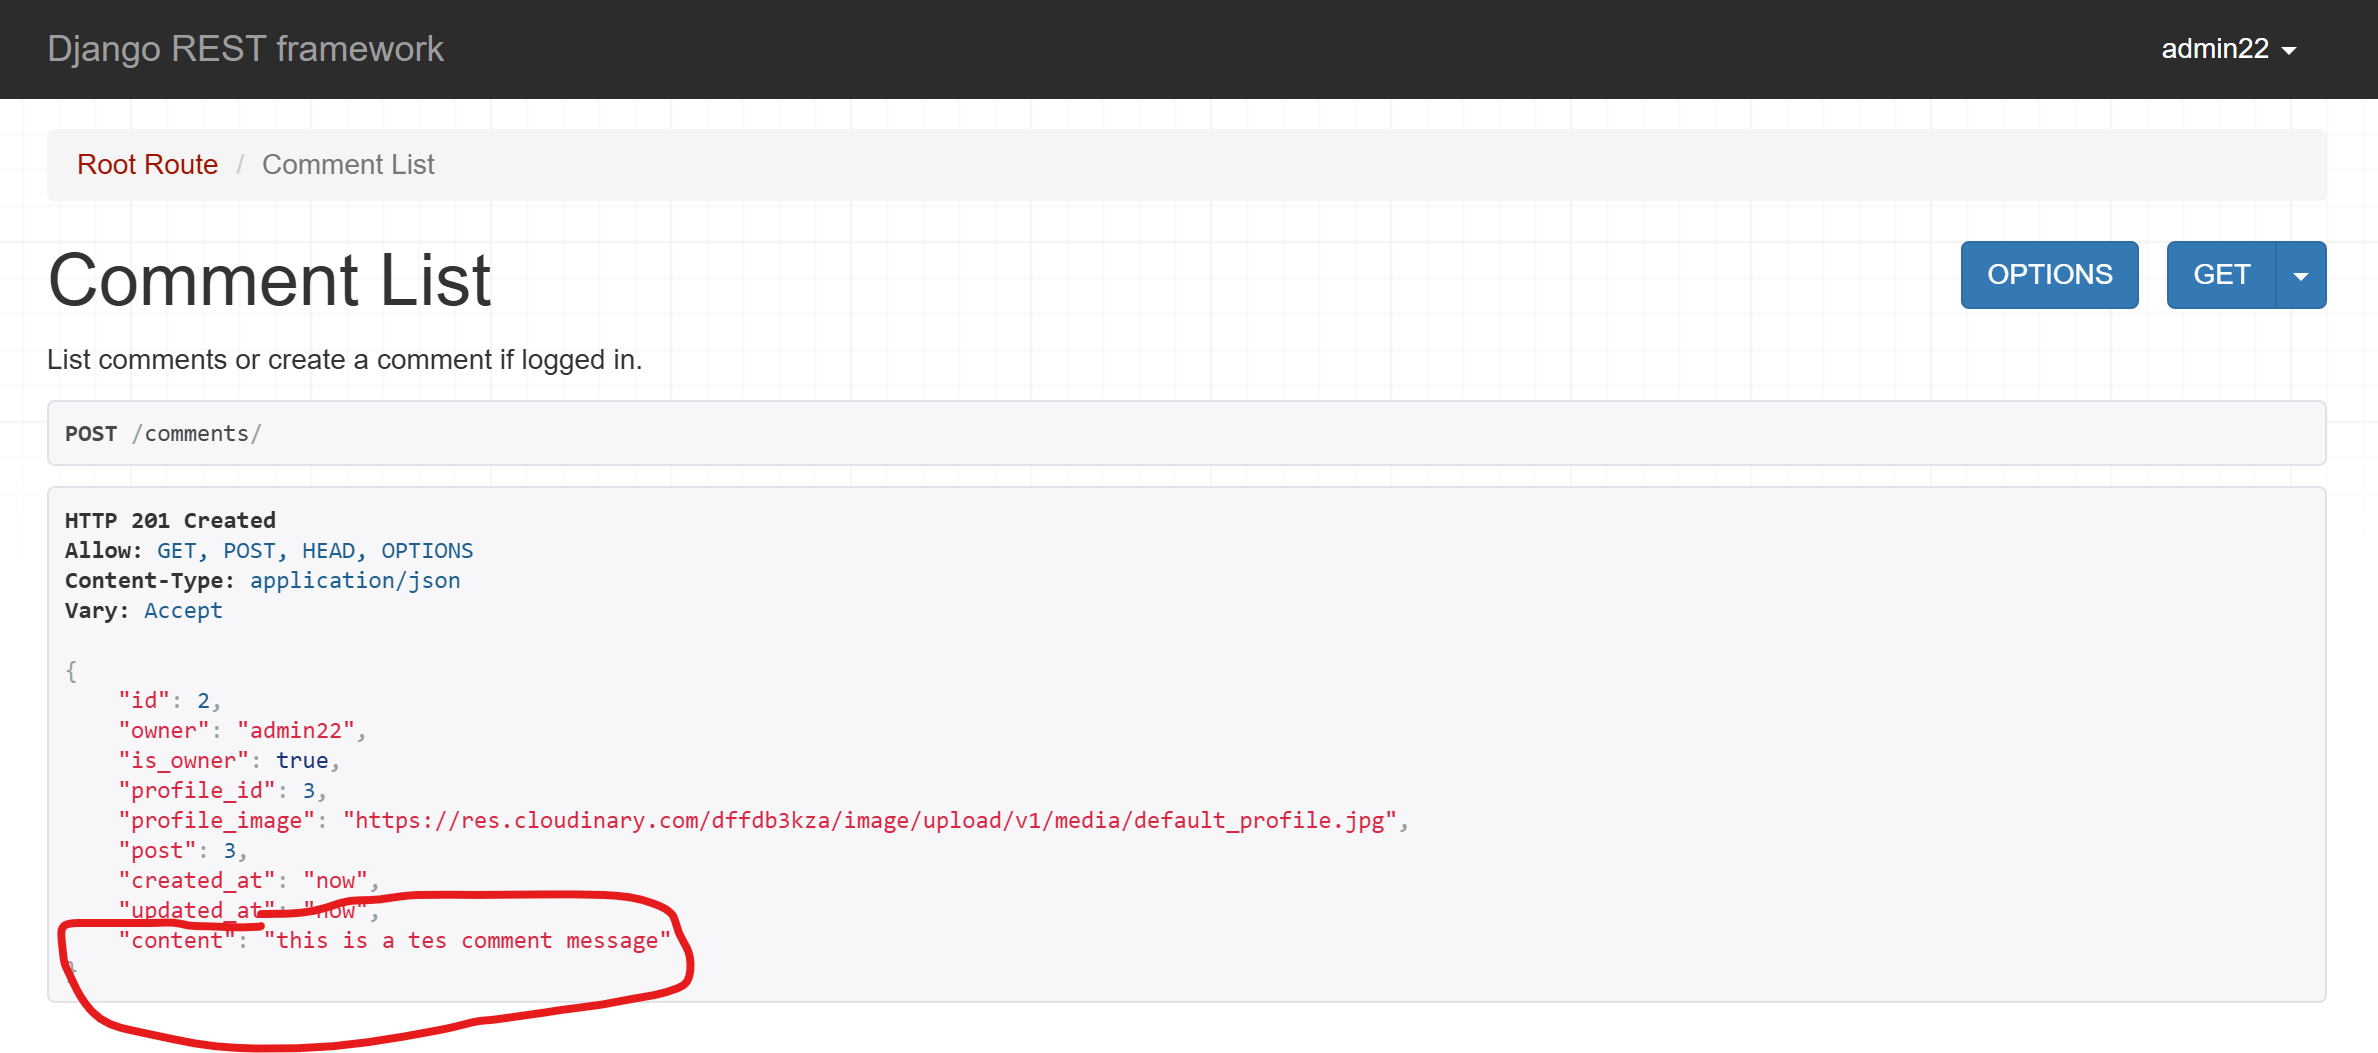 Django REST framework
admin22
Root Route / Comment List
Comment List
OPTIONS
GET
List comments or create a comment if logged in.
POST /comments/
HTTP 201 Created
Allow: GET, POST, HEAD, OPTIONS
Content-Type: application/json
Vary: Accept
{
    "id": 2,
    "owner": "admin22",
    "is_owner": true,
    "profile_id": 3,
    "profile_image": "https://res.cloudinary.com/dffdb3kza/image/upload/v1/media/default_profile.jpg",
    "post": 3,
    "created_at": "now",
    "updated_at": "now",
    "content": "this is a tes comment message"
}